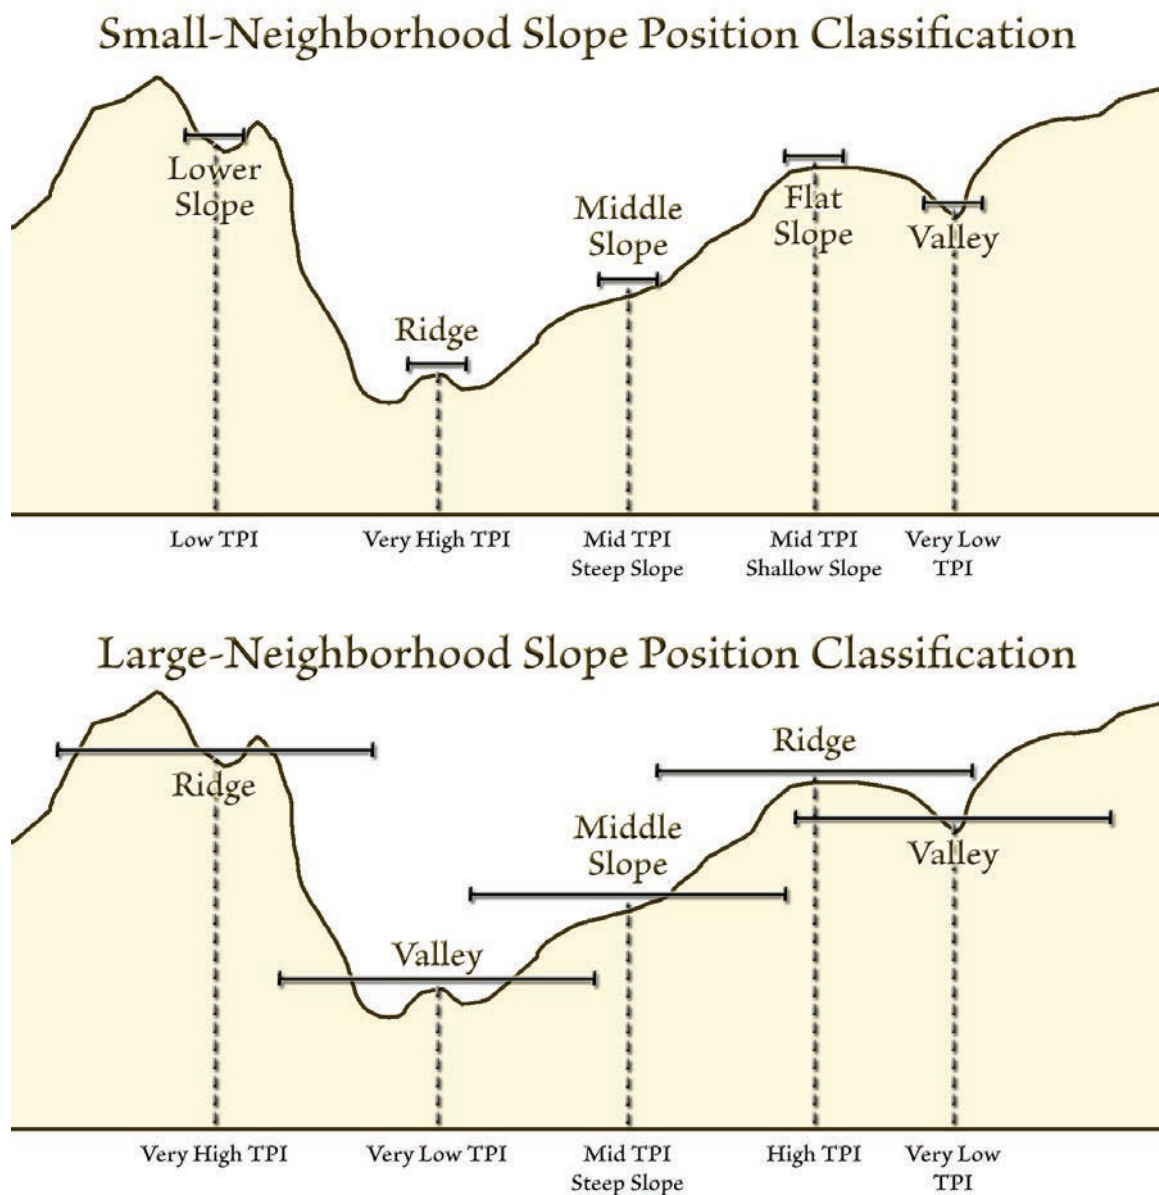 Small-Neighborhood Slope Position Classification
Lower
Slope
Ridge
Middle
Slope
Flat
Slope
Valley
Low TPI
Very High TPI
Mid TPI
Steep Slope
Mid TPI
Shallow Slope
Very Low
TPI
Large-Neighborhood Slope Position Classification
Ridge
Valley
Middle
Slope
Ridge
Valley
Very High TPI
Very Low TPI
Mid TPI
Steep Slope
High TPI
Very Low
TPI